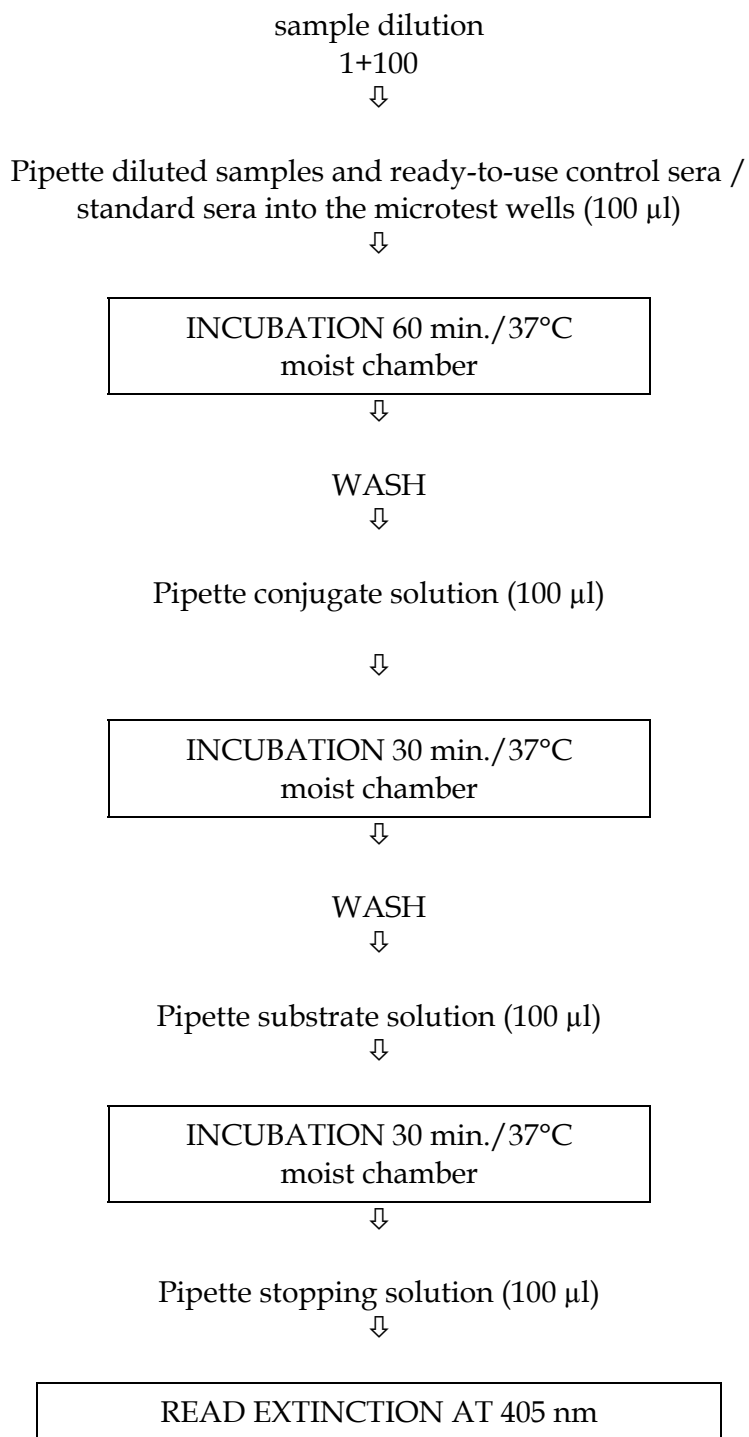 sample dilution
1+100
⇩
Pipette diluted samples and ready-to-use control sera /
standard sera into the microtest wells (100 µl)
⇩
INCUBATION 60 min./37°C
moist chamber
⇩
WASH
⇩
Pipette conjugate solution (100 µl)
⇩
INCUBATION 30 min./37°C
moist chamber
⇩
WASH
⇩
Pipette substrate solution (100 µl)
⇩
INCUBATION 30 min./37°C
moist chamber
⇩
Pipette stopping solution (100 µl)
⇩
READ EXTINCTION AT 405 nm